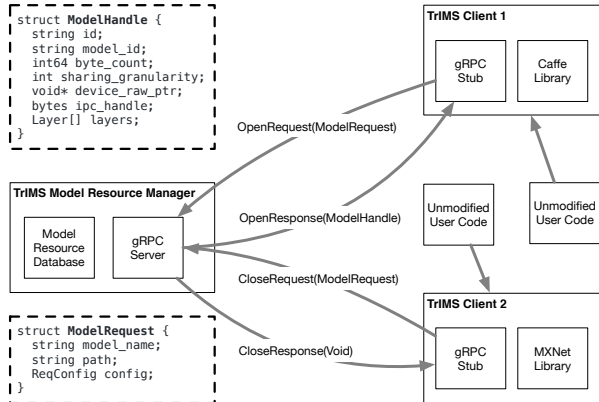 struct ModelHandle {
string id;
string model_id;
int64 byte_count;
int sharing_granularity;
void* device_raw_ptr;
bytes ipc_handle;
Layer[] layers;
}
TrIMS Client 1
gRPC
Stub
Caffe
Library
OpenRequest(ModelRequest)
TrIMS Model Resource Manager
Model
Resource
Database
gRPC
Server
OpenResponse(ModelHandle)
Unmodified
User Code
Unmodified
User Code
CloseRequest(ModelRequest)
TrIMS Client 2
gRPC
Stub
MXNet
Library
CloseResponse(Void)
struct ModelRequest {
string model_name;
string path;
ReqConfig config;
}